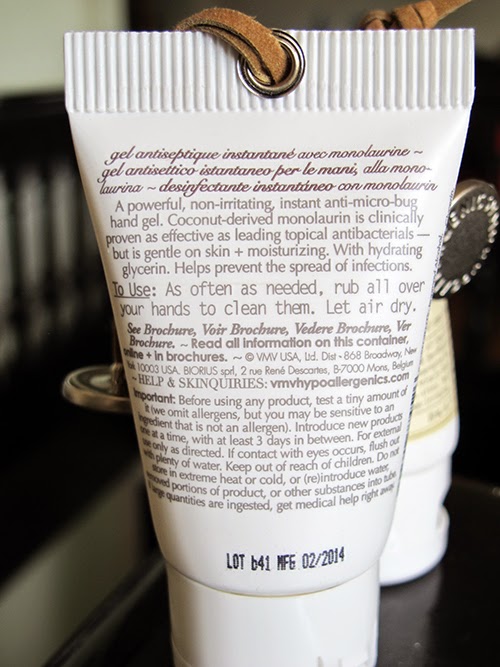 gel antiseptique instantané avec monolaurine ~
gel antisettico istantaneo per le mani, alla mono-
laurina ~ desinfectante instantáneo con monolaurin
A powerful, non-irritating, instant anti-micro-bug
hand gel. Coconut-derived monolaurin is clinically
proven as effective as leading topical antibacterials —
but is gentle on skin + moisturizing. With hydrating
glycerin. Helps prevent the spread of infections.
To Use: As often as needed, rub all over
your hands to clean them. Let air dry.
See Brochure, Voir Brochure, Vedere Brochure, Ver
Brochure. ~ Read all information on this container,
online + in brochures. ~ © VMV USA, Ltd. Dist • 868 Broadway, New
York 10003 USA. BIORIUS sprl, 2 rue René Descartes, B-7000 Mons, Belgium
~ HELP & SKINQUIRIES: vmvhypoallergenics.com
Important: Before using any product, test a tiny amount of
it (we omit allergens, but you may be sensitive to an
ingredient that is not an allergen). Introduce new products
one at a time, with at least 3 days in between. For external
use only as directed. If contact with eyes occurs, flush out
with plenty of water. Keep out of reach of children. Do not
store in extreme heat or cold, or (re)introduce water,
removed portions of product, or other substances into tube.
large quantities are ingested, get medical help right away.
LOT b41 MFG 02/2014